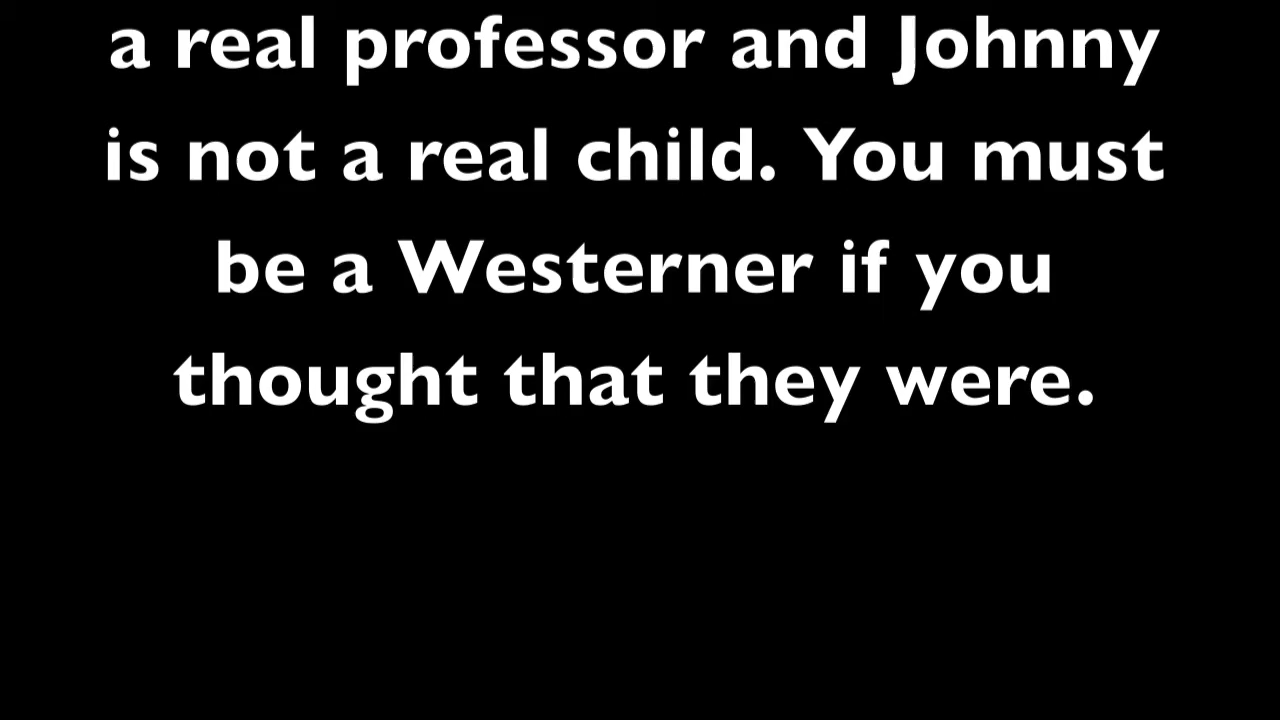 a real professor and Johnny
is not a real child. You must
be a Westerner if you
thought that they were.